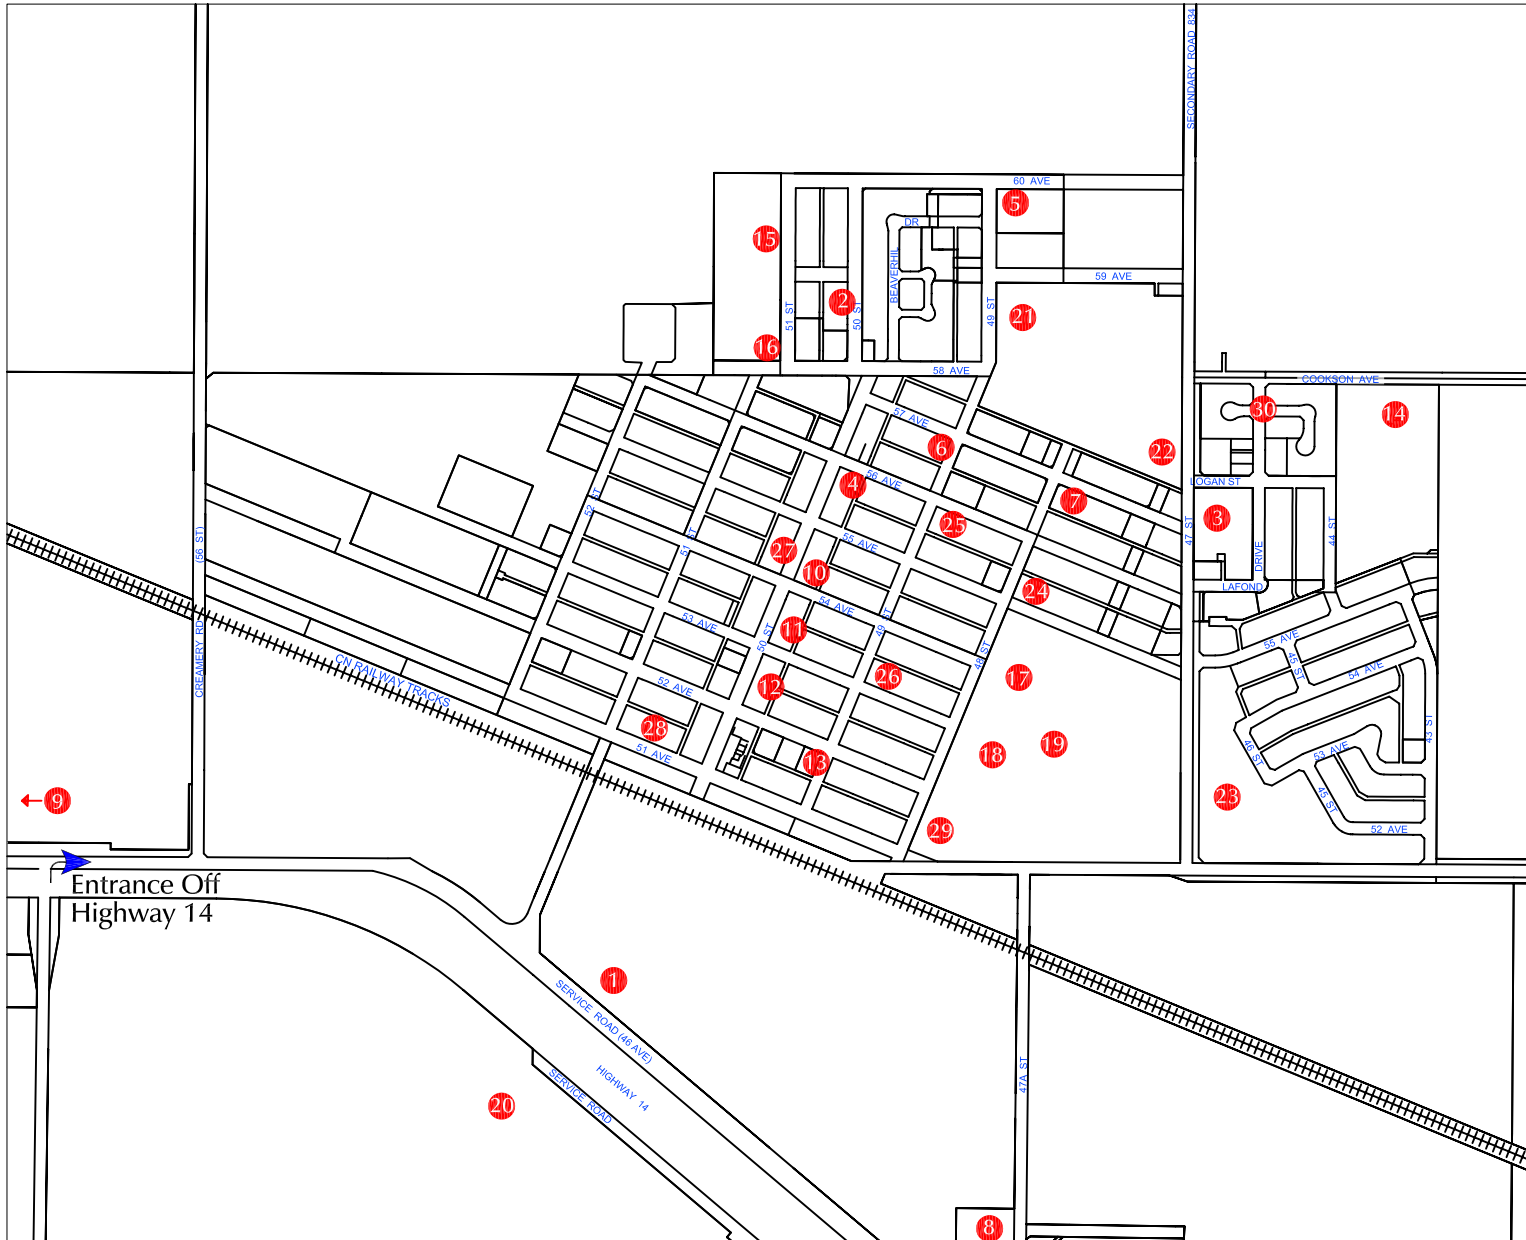 SECONDARY ROAD 834
60 AVE
5
DR
15
BEAVERHIL
59 AVE
2
51 ST
50 ST
49 ST
21
16
58 AVE
COOKSON AVE
57 AVE
30
14
6
22
56 AVE
4
LOGAN ST
52 ST
7
3
25
47 ST
44 ST
(56 ST)
51 ST
55 AVE
27
DRIVE
10
LAFOND
24
54 AVE
53 AVE
49 ST
50 ST
11
55 AVE
CREAMERY RD
48 ST
45 ST
54 AVE
CN RAILWAY TRACKS
52 AVE
12
26
17
28
43 ST
51 AVE
13
18
19
46 ST
53 AVE
9
23
45 ST
29
52 AVE
Entrance Off
Highway 14
1
SERVICE ROAD (46 AVE)
47A ST
HIGHWAY 14
SERVICE ROAD
20
8